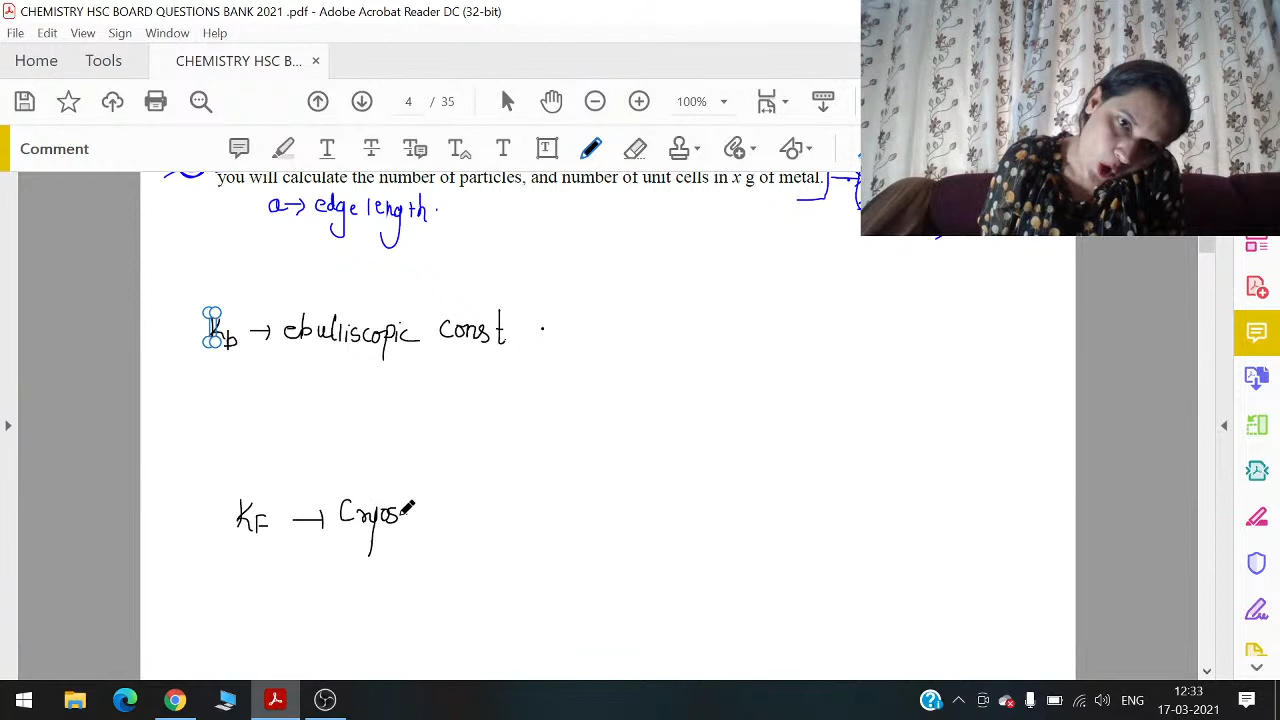 CHEMISTRY HSC BOARD QUESTIONS BANK 2021 .pdf - Adobe Acrobat Reader DC (32-bit)
File Edit View Sign Window Help
Home Tools CHEMISTRY HSC B... ×
4 / 35 100%
Comment
you will calculate the number of particles, and number of unit cells in x g of metal.
a → edge length.
Kb → ebulliscopic const .
KF → Cryos
ENG
12:33
17-03-2021